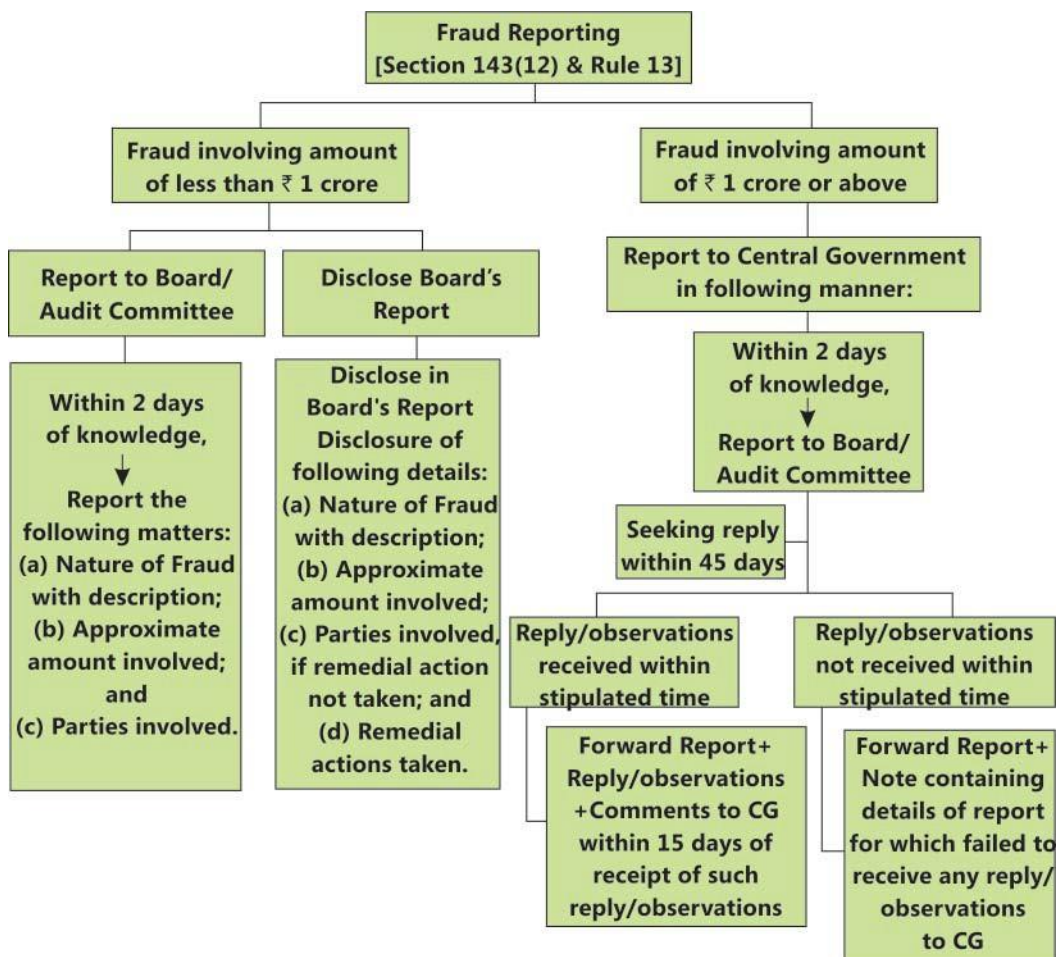 Fraud Reporting
[Section 143(12) & Rule 13]
Fraud involving amount
of less than ₹ 1 crore
Fraud involving amount
of ₹ 1 crore or above
Report to Board/
Audit Committee
Disclose Board's
Report
Report to Central Government
in following manner:
Within 2 days
of knowledge,
Report the
following matters:
(a) Nature of Fraud
with description;
(b) Approximate
amount involved;
and
(c) Parties involved.
Disclose in
Board's Report
Disclosure of
following details:
(a) Nature of Fraud
with description;
(b) Approximate
amount involved;
(c) Parties involved,
if remedial action
not taken; and
(d) Remedial
actions taken.
Within 2 days
of knowledge,
Report to Board/
Audit Committee
Seeking reply
within 45 days
Reply/observations
received within
stipulated time
Reply/observations
not received within
stipulated time
Forward Report+
Reply/observations
+Comments to CG
within 15 days of
receipt of such
reply/observations
Forward Report+
Note containing
details of report
for which failed to
receive any reply/
observations
to CG